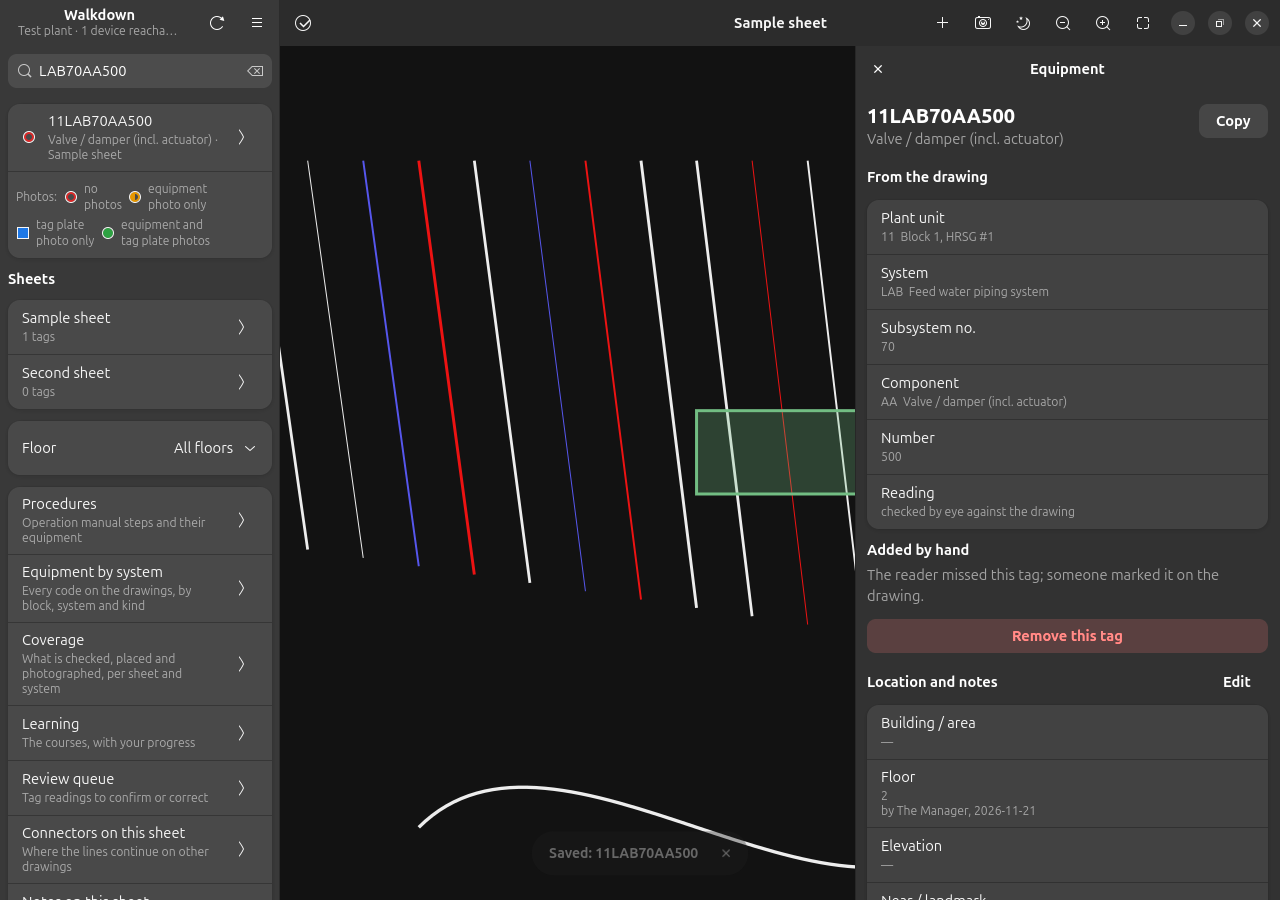 Walkdown
Test plant · 1 device reacha…
Sample sheet
LAB70AA500
11LAB70AA500
Valve / damper (incl. actuator) ·
Sample sheet
Photos:
no
photos
equipment
photo only
tag plate
photo only
equipment and
tag plate photos
Sheets
Sample sheet
1 tags
Second sheet
0 tags
Floor
All floors
Procedures
Operation manual steps and their
equipment
Equipment by system
Every code on the drawings, by
block, system and kind
Coverage
What is checked, placed and
photographed, per sheet and
system
Learning
The courses, with your progress
Review queue
Tag readings to confirm or correct
Connectors on this sheet
Where the lines continue on other
drawings
Notes on this sheet
Saved: 11LAB70AA500
Equipment
11LAB70AA500
Valve / damper (incl. actuator)
Copy
From the drawing
Plant unit
11 Block 1, HRSG #1
System
LAB Feed water piping system
Subsystem no.
70
Component
AA Valve / damper (incl. actuator)
Number
500
Reading
checked by eye against the drawing
Added by hand
The reader missed this tag; someone marked it on the
drawing.
Remove this tag
Location and notes
Edit
Building / area
—
Floor
2
by The Manager, 2026-11-21
Elevation
—
Near / landmark